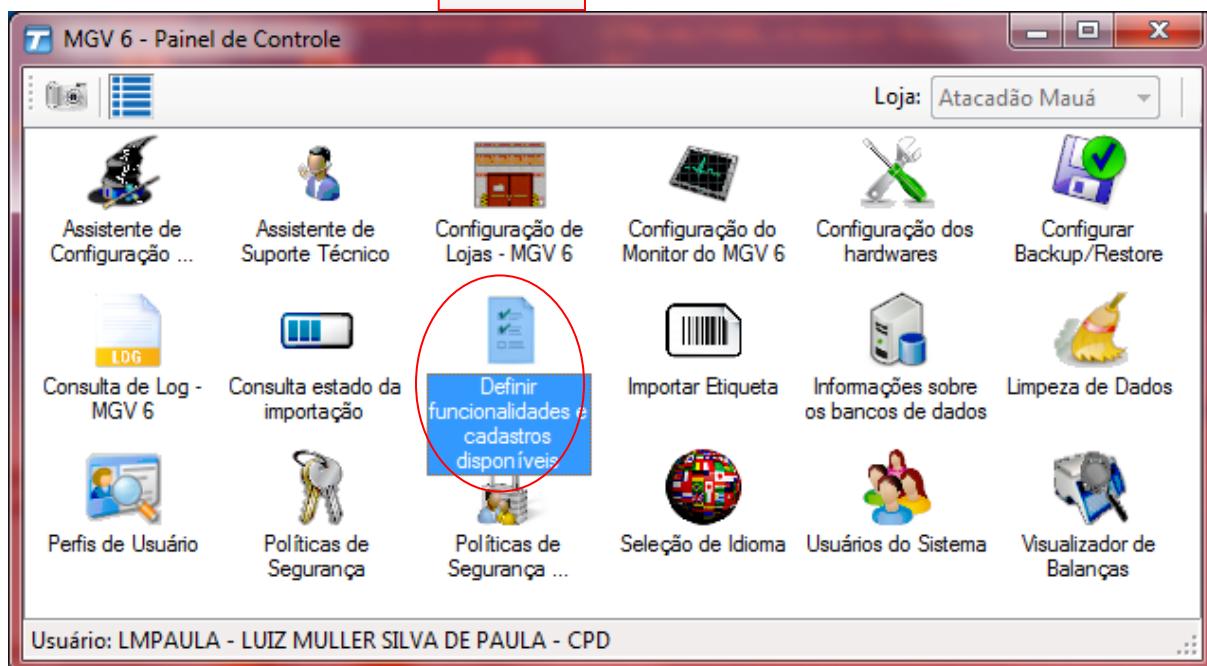 MGV 6 - Painel de Controle
Loja: Atacadão Mauá
Assistente de
Configuração ...
Assistente de
Suporte Técnico
Configuração de
Lojas - MGV 6
Configuração do
Monitor do MGV 6
Configuração dos
hardwares
Configurar
Backup/Restore
LOG
Consulta de Log -
MGV 6
Consulta estado da
importação
Definir
funcionalidades e
cadastros
disponíveis
Importar Etiqueta
Informações sobre
os bancos de dados
Limpeza de Dados
Perfis de Usuário
Políticas de
Segurança
Políticas de
Segurança ...
Seleção de Idioma
Usuários do Sistema
Visualizador de
Balanças
Usuário: LMPAULA - LUIZ MULLER SILVA DE PAULA - CPD